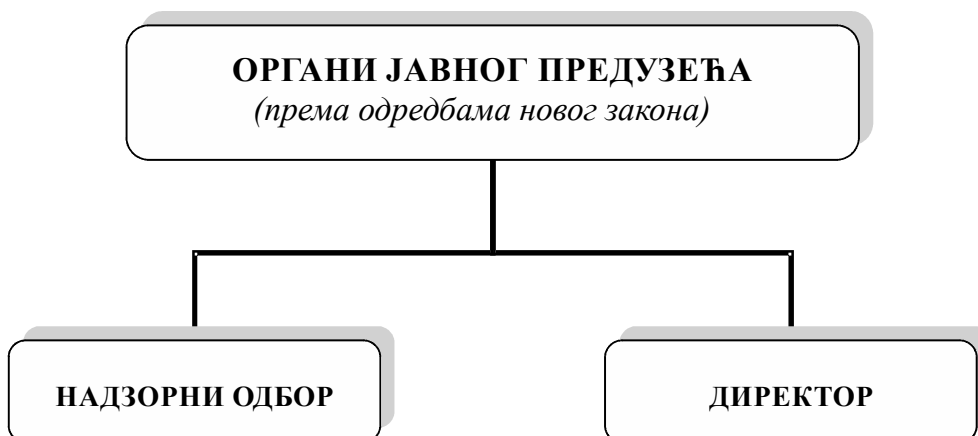 ОРГАНИ ЈАВНОГ ПРЕДУЗЕЋА
(према одредбама новог закона)
НАДЗОРНИ ОДБОР
ДИРЕКТОР